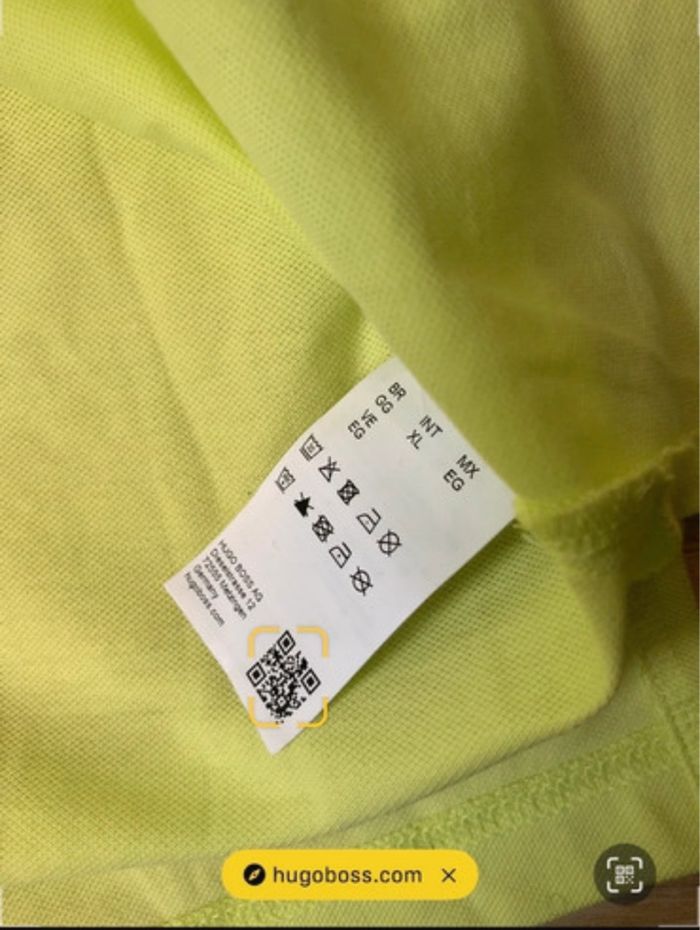 BR
GG
VE
EG
INT
XL
MX
EG
HUGO BOSS AG
Dieselstrasse 12
72555 Metzingen
Germany
hugoboss.com
hugoboss.com